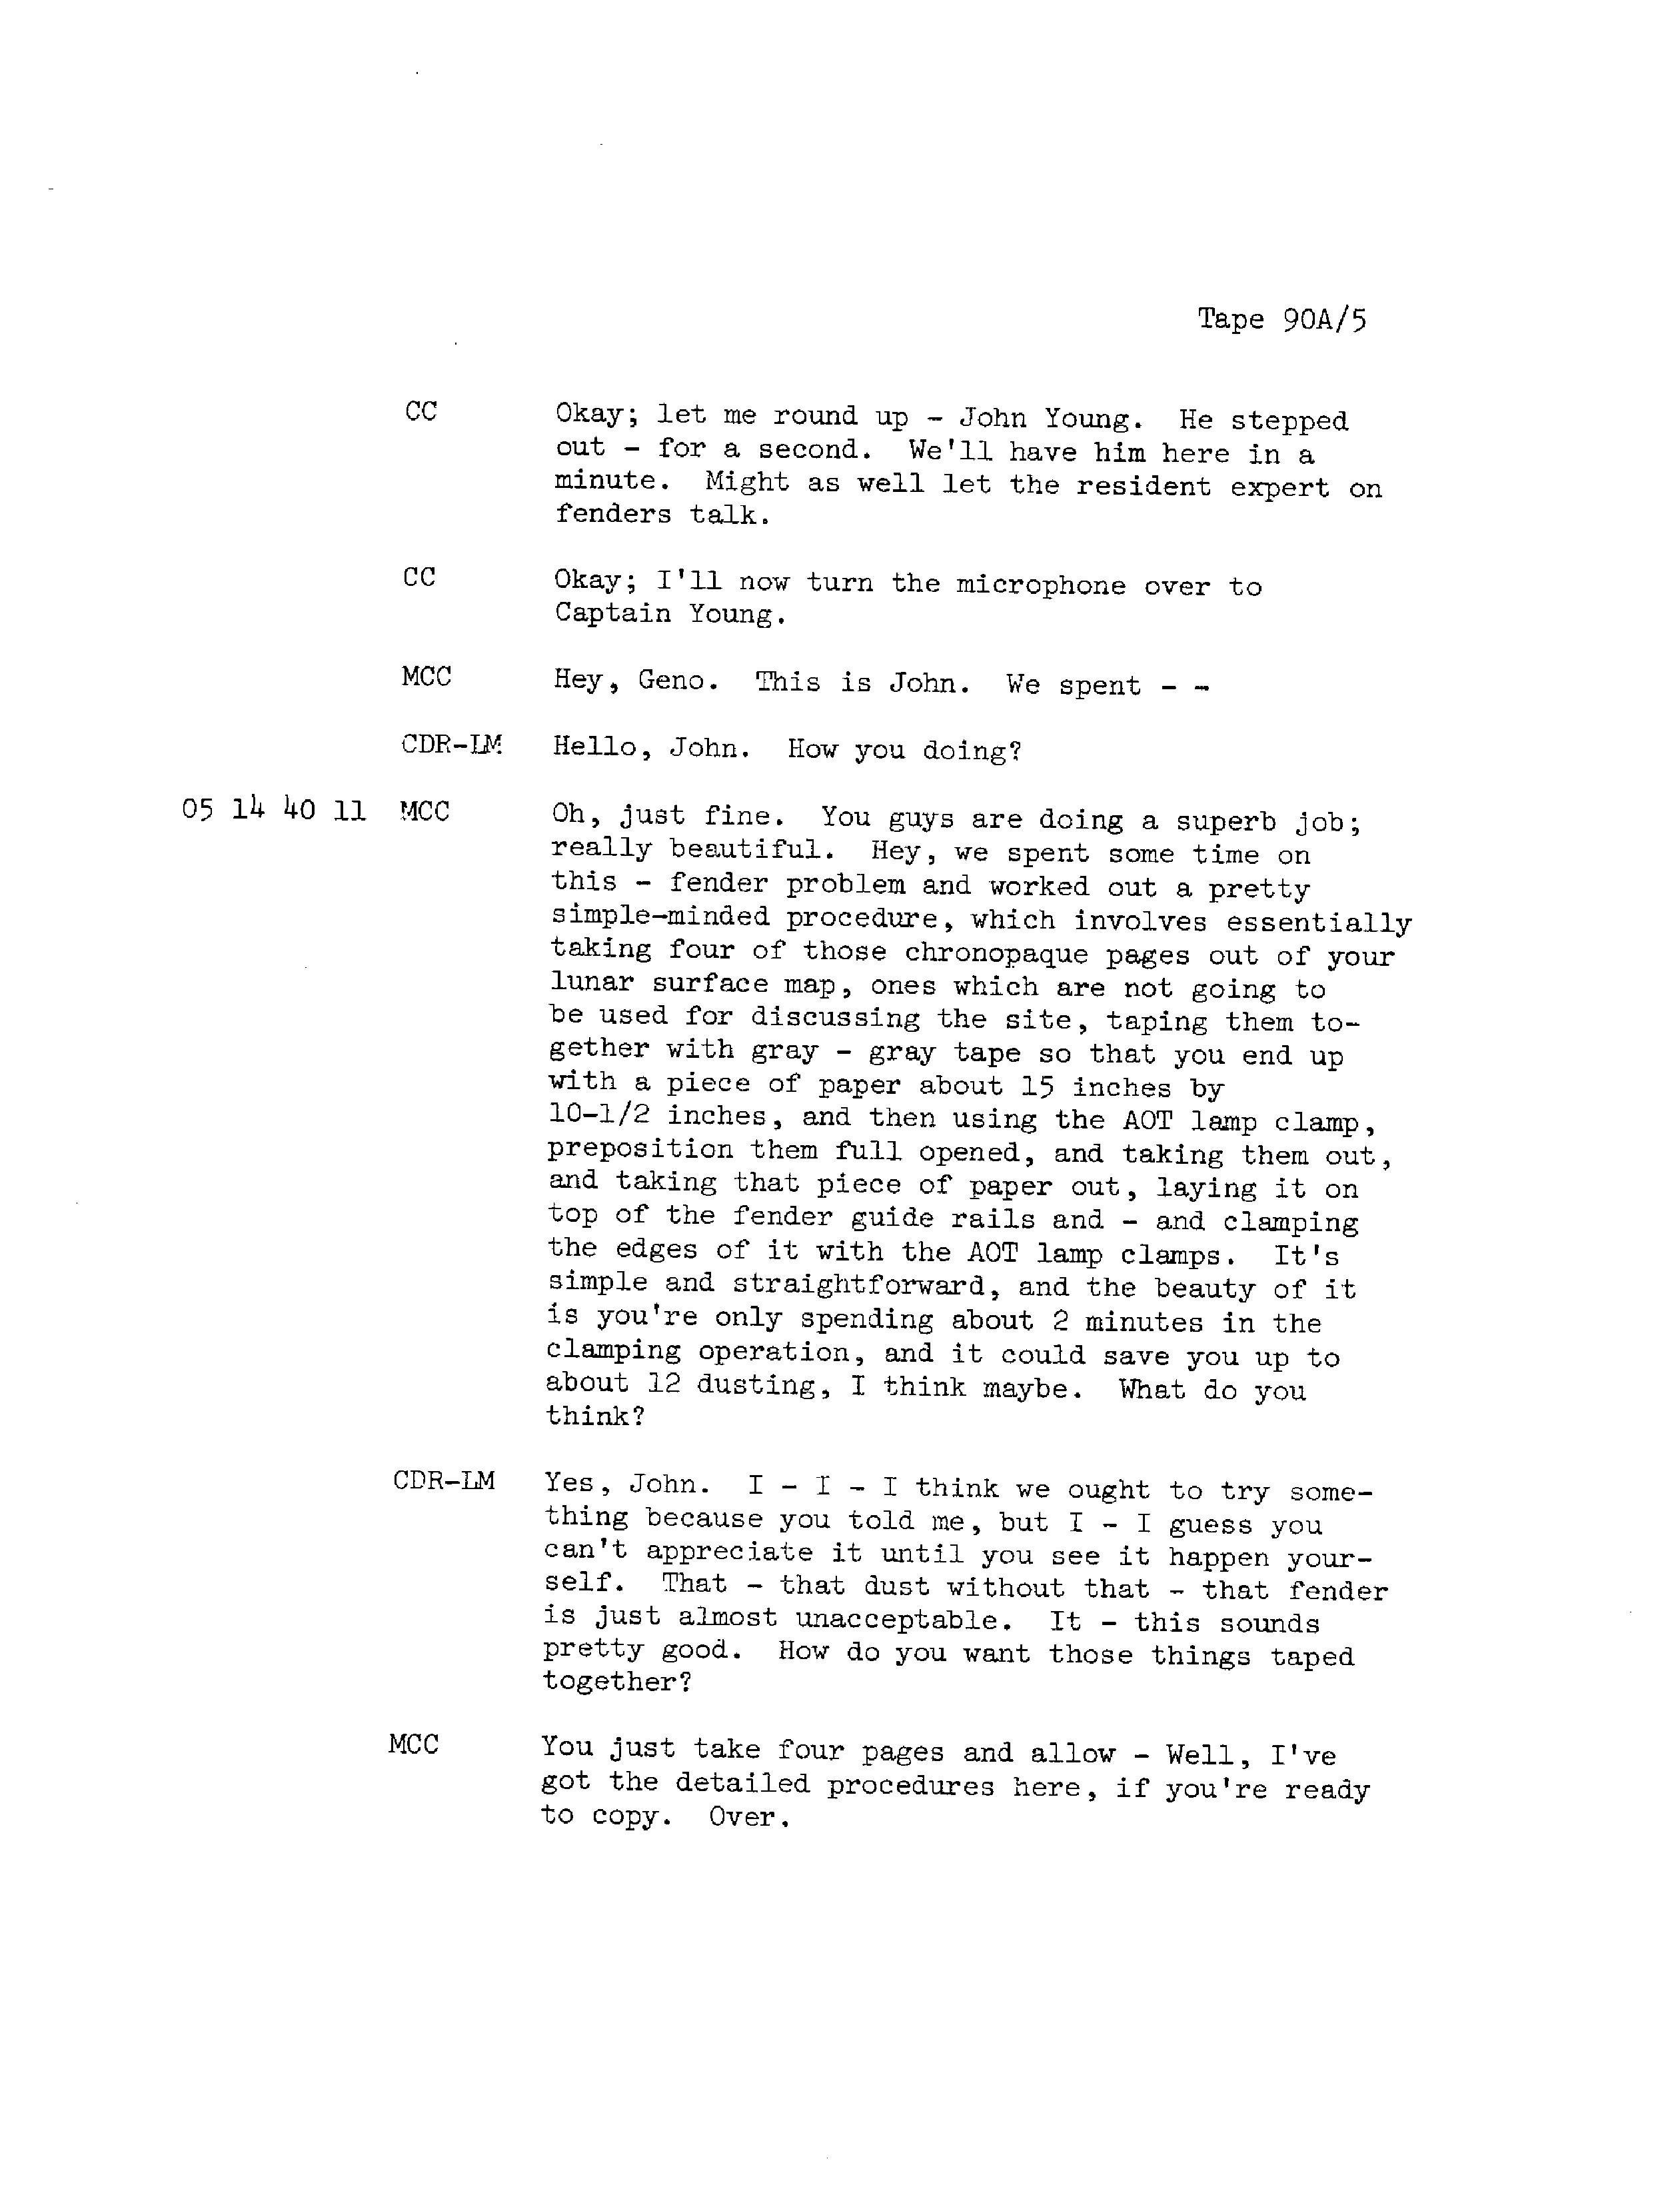 Tape 90A/5
CC Okay; let me round up - John Young. He stepped
out - for a second. We'll have him here in a
minute. Might as well let the resident expert on
fenders talk.
CC Okay; I'll now turn the microphone over to
Captain Young.
MCC Hey, Geno. This is John. We spent - -
CDR-LM Hello, John. How you doing?
05 14 40 11 MCC Oh, just fine. You guys are doing a superb job;
really beautiful. Hey, we spent some time on
this - fender problem and worked out a pretty
simple-minded procedure, which involves essentially
taking four of those chronopaque pages out of your
lunar surface map, ones which are not going to
be used for discussing the site, taping them to-
gether with gray - gray tape so that you end up
with a piece of paper about 15 inches by
10-1/2 inches, and then using the AOT lamp clamp,
preposition them full opened, and taking them out,
and taking that piece of paper out, laying it on
top of the fender guide rails and - and clamping
the edges of it with the AOT lamp clamps. It's
simple and straightforward, and the beauty of it
is you're only spending about 2 minutes in the
clamping operation, and it could save you up to
about 12 dusting, I think maybe. What do you
think?
CDR-LM Yes, John. I - I - I think we ought to try some-
thing because you told me, but I - I guess you
can't appreciate it until you see it happen your-
self. That - that dust without that - that fender
is just almost unacceptable. It - this sounds
pretty good. How do you want those things taped
together?
MCC You just take four pages and allow - Well, I've
got the detailed procedures here, if you're ready
to copy. Over.